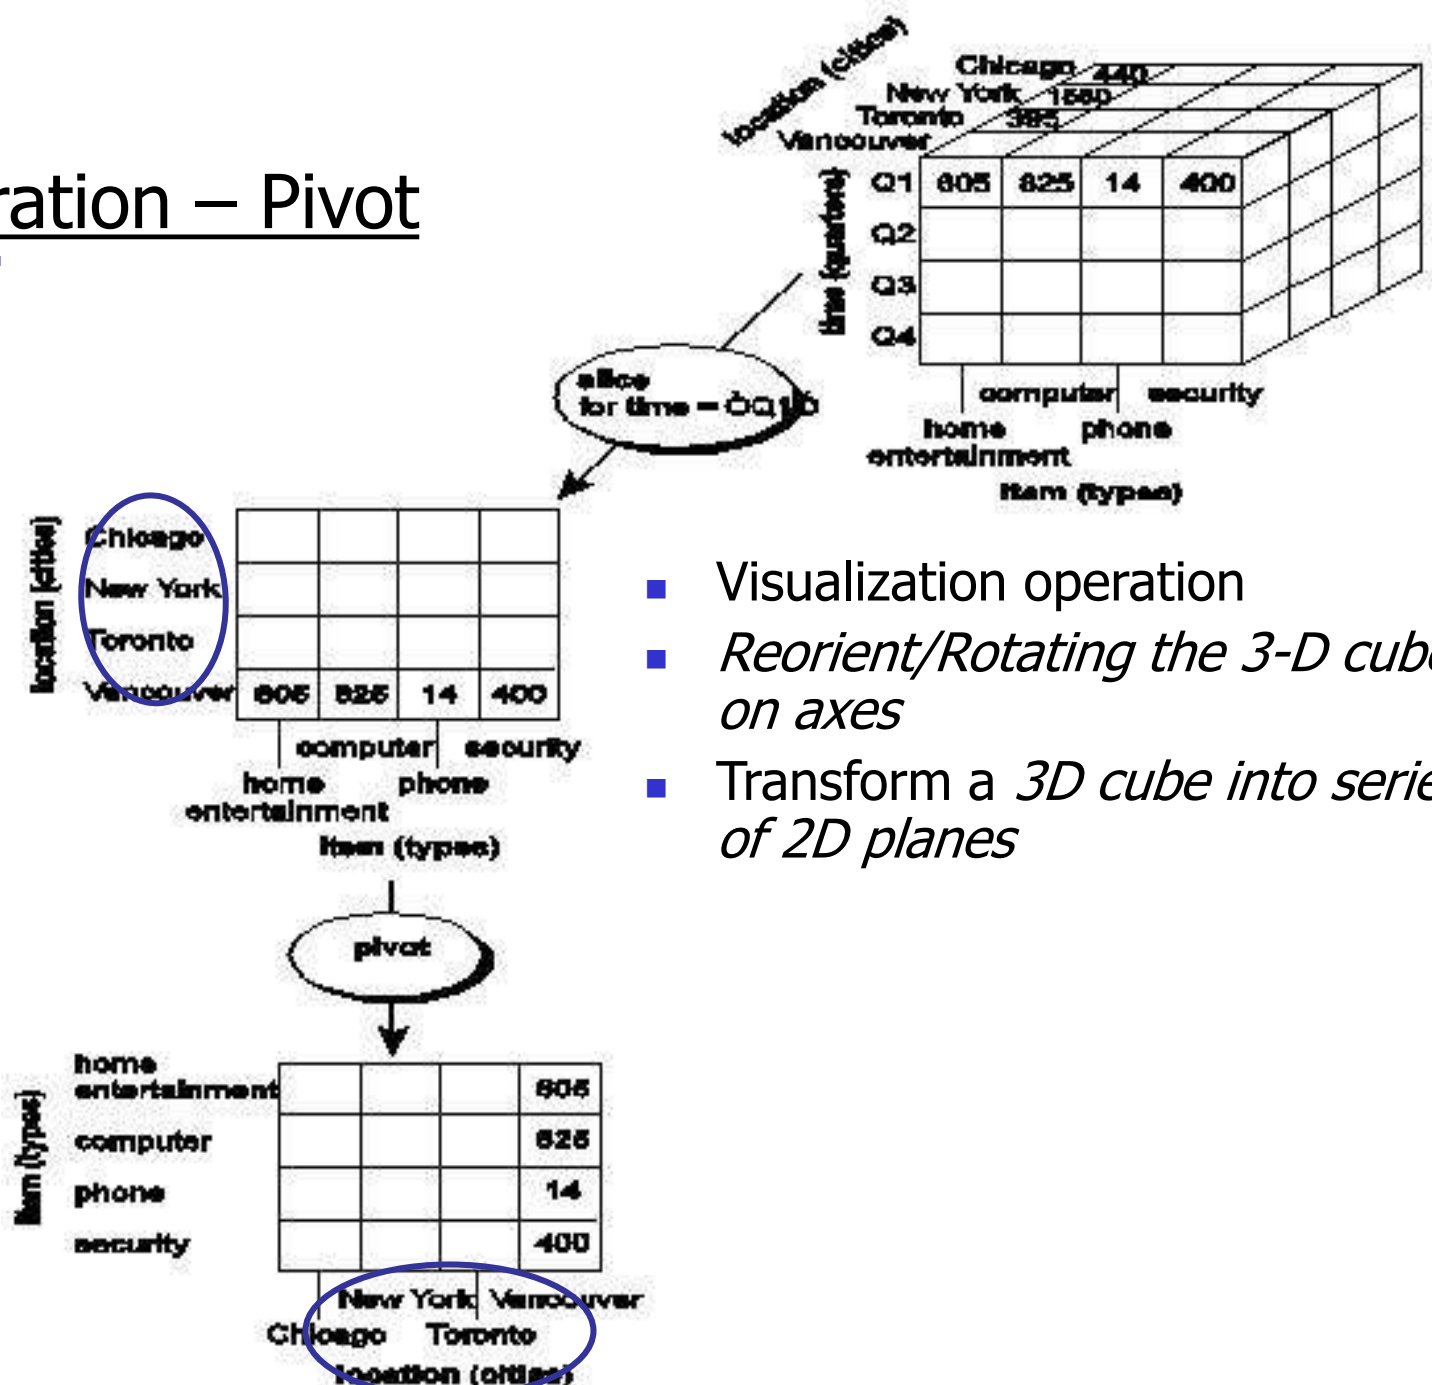 ration – Pivot
location (cities)
Chicago 440
New York 1560
Toronto 395
Vancouver
time (quarters)
Q1 605 825 14 400
Q2
Q3
Q4
computer security
home phone
entertainment
item (types)
slice
for time = ÒQ1Ó
location (cities)
Chicago
New York
Toronto
Vancouver 605 825 14 400
computer security
home phone
entertainment
item (types)
■ Visualization operation
■ Reorient/Rotating the 3-D cube
on axes
■ Transform a 3D cube into serie
of 2D planes
pivot
item (types)
home
entertainment 605
computer 825
phone 14
security 400
New York Vancouver
Chicago Toronto
location (cities)